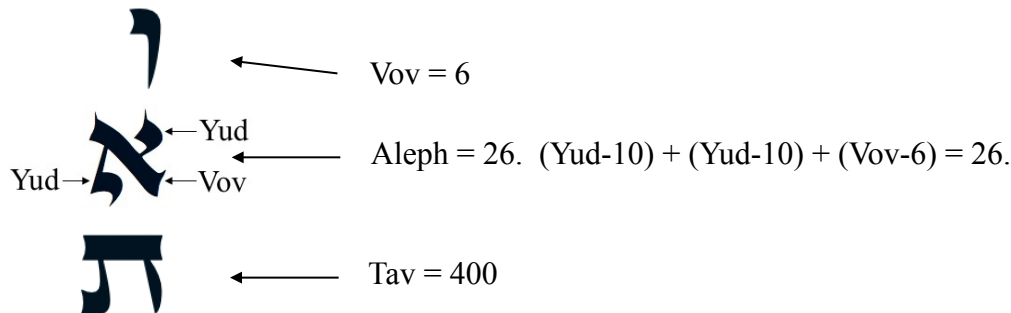 ו
Vov = 6
Yud
א
Aleph = 26. (Yud-10) + (Yud-10) + (Vov-6) = 26.
Yud
Vov
ת
Tav = 400